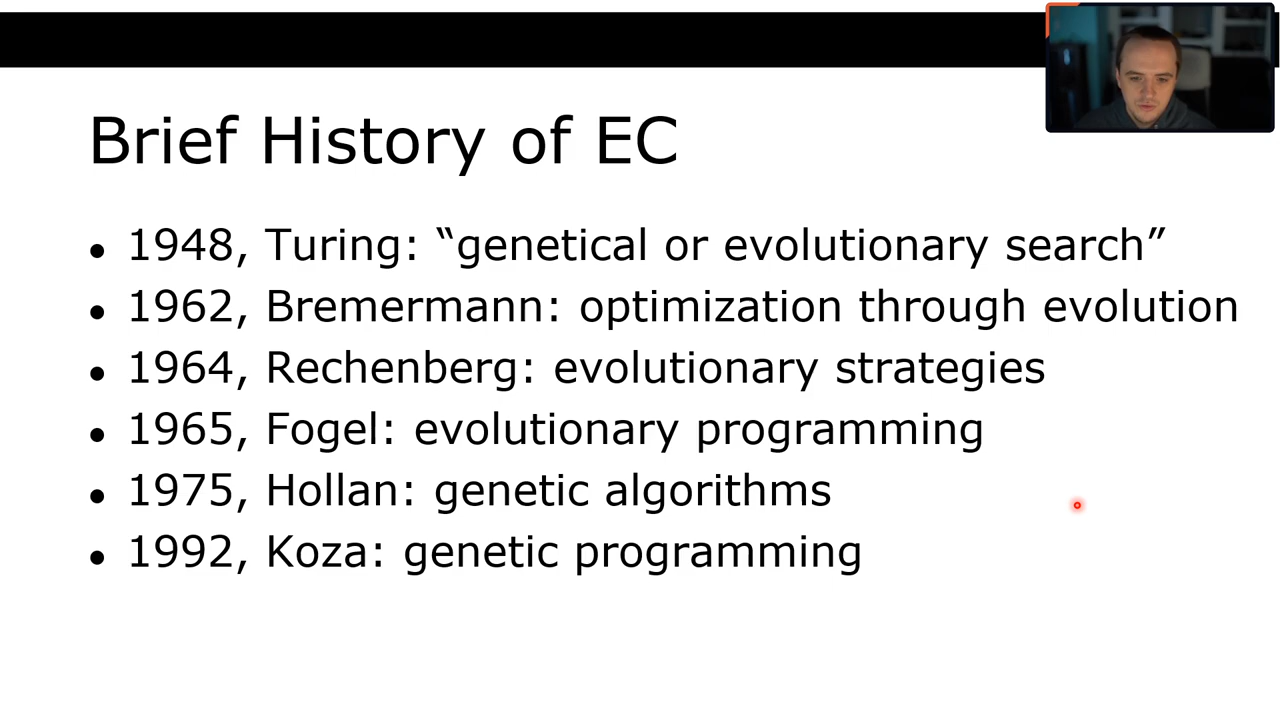 Brief History of EC
• 1948, Turing: “genetical or evolutionary search”
• 1962, Bremermann: optimization through evolution
• 1964, Rechenberg: evolutionary strategies
• 1965, Fogel: evolutionary programming
• 1975, Hollan: genetic algorithms
• 1992, Koza: genetic programming